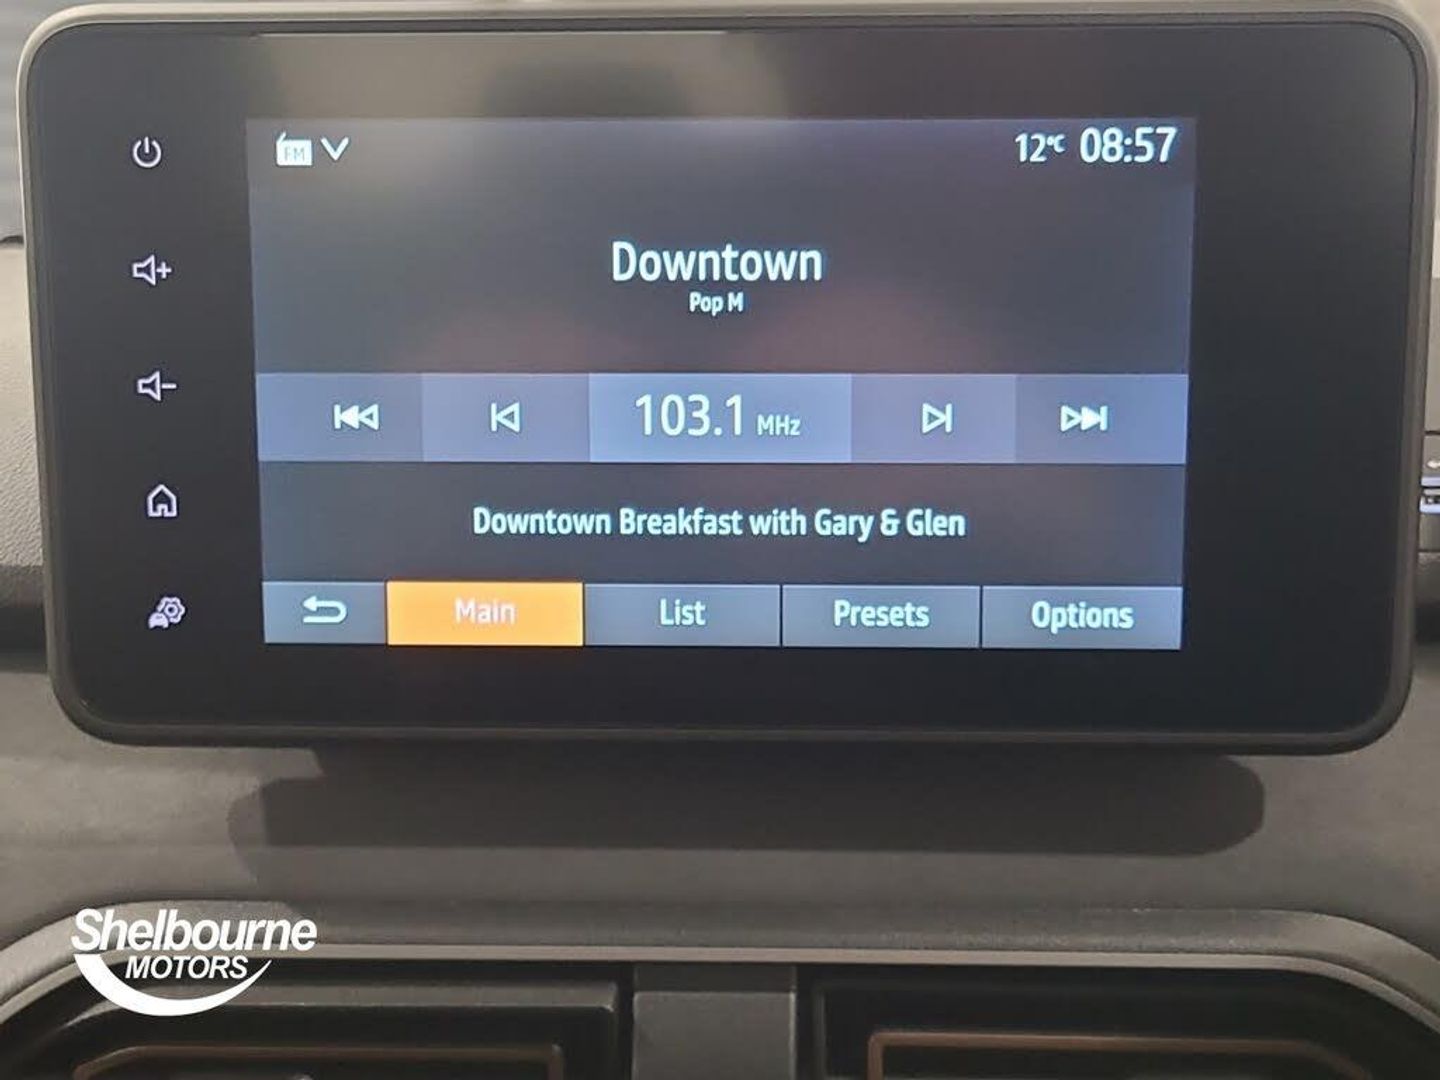 FM
12°C 08:57
Downtown
Pop M
103.1 MHz
Downtown Breakfast with Gary & Glen
Main List Presets Options
Shelbourne
MOTORS